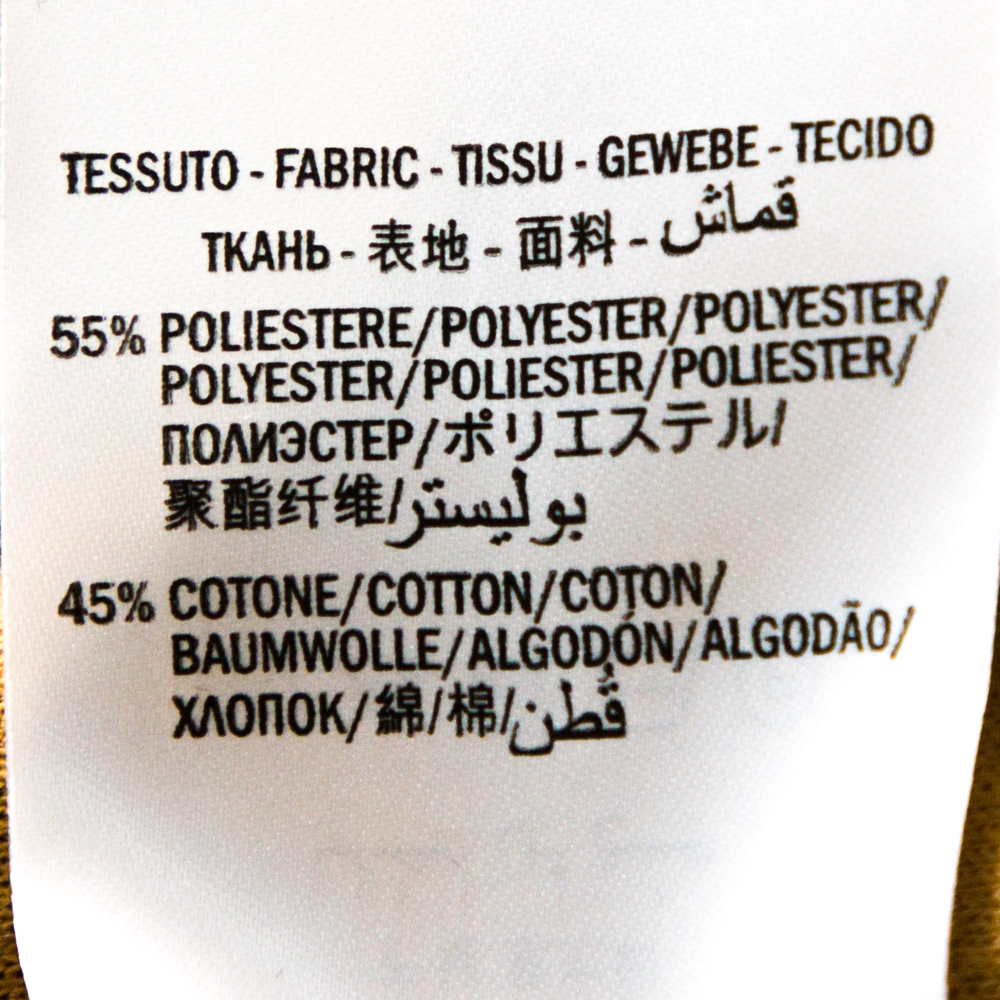 TESSUTO - FABRIC - TISSU - GEWEBE - TECIDO
ТКАНЬ - 表地 - 面料 - قماش
55% POLIESTERE/POLYESTER/POLYESTER/
POLYESTER/POLIESTER/POLIESTER/
ПОЛИЭСТЕР/ポリエステル/
聚酯纤维/بوليستر
45% COTONE/COTTON/COTON/
BAUMWOLLE/ALGODÓN/ALGODÃO/
ХЛОПОК/綿/棉/قُطن